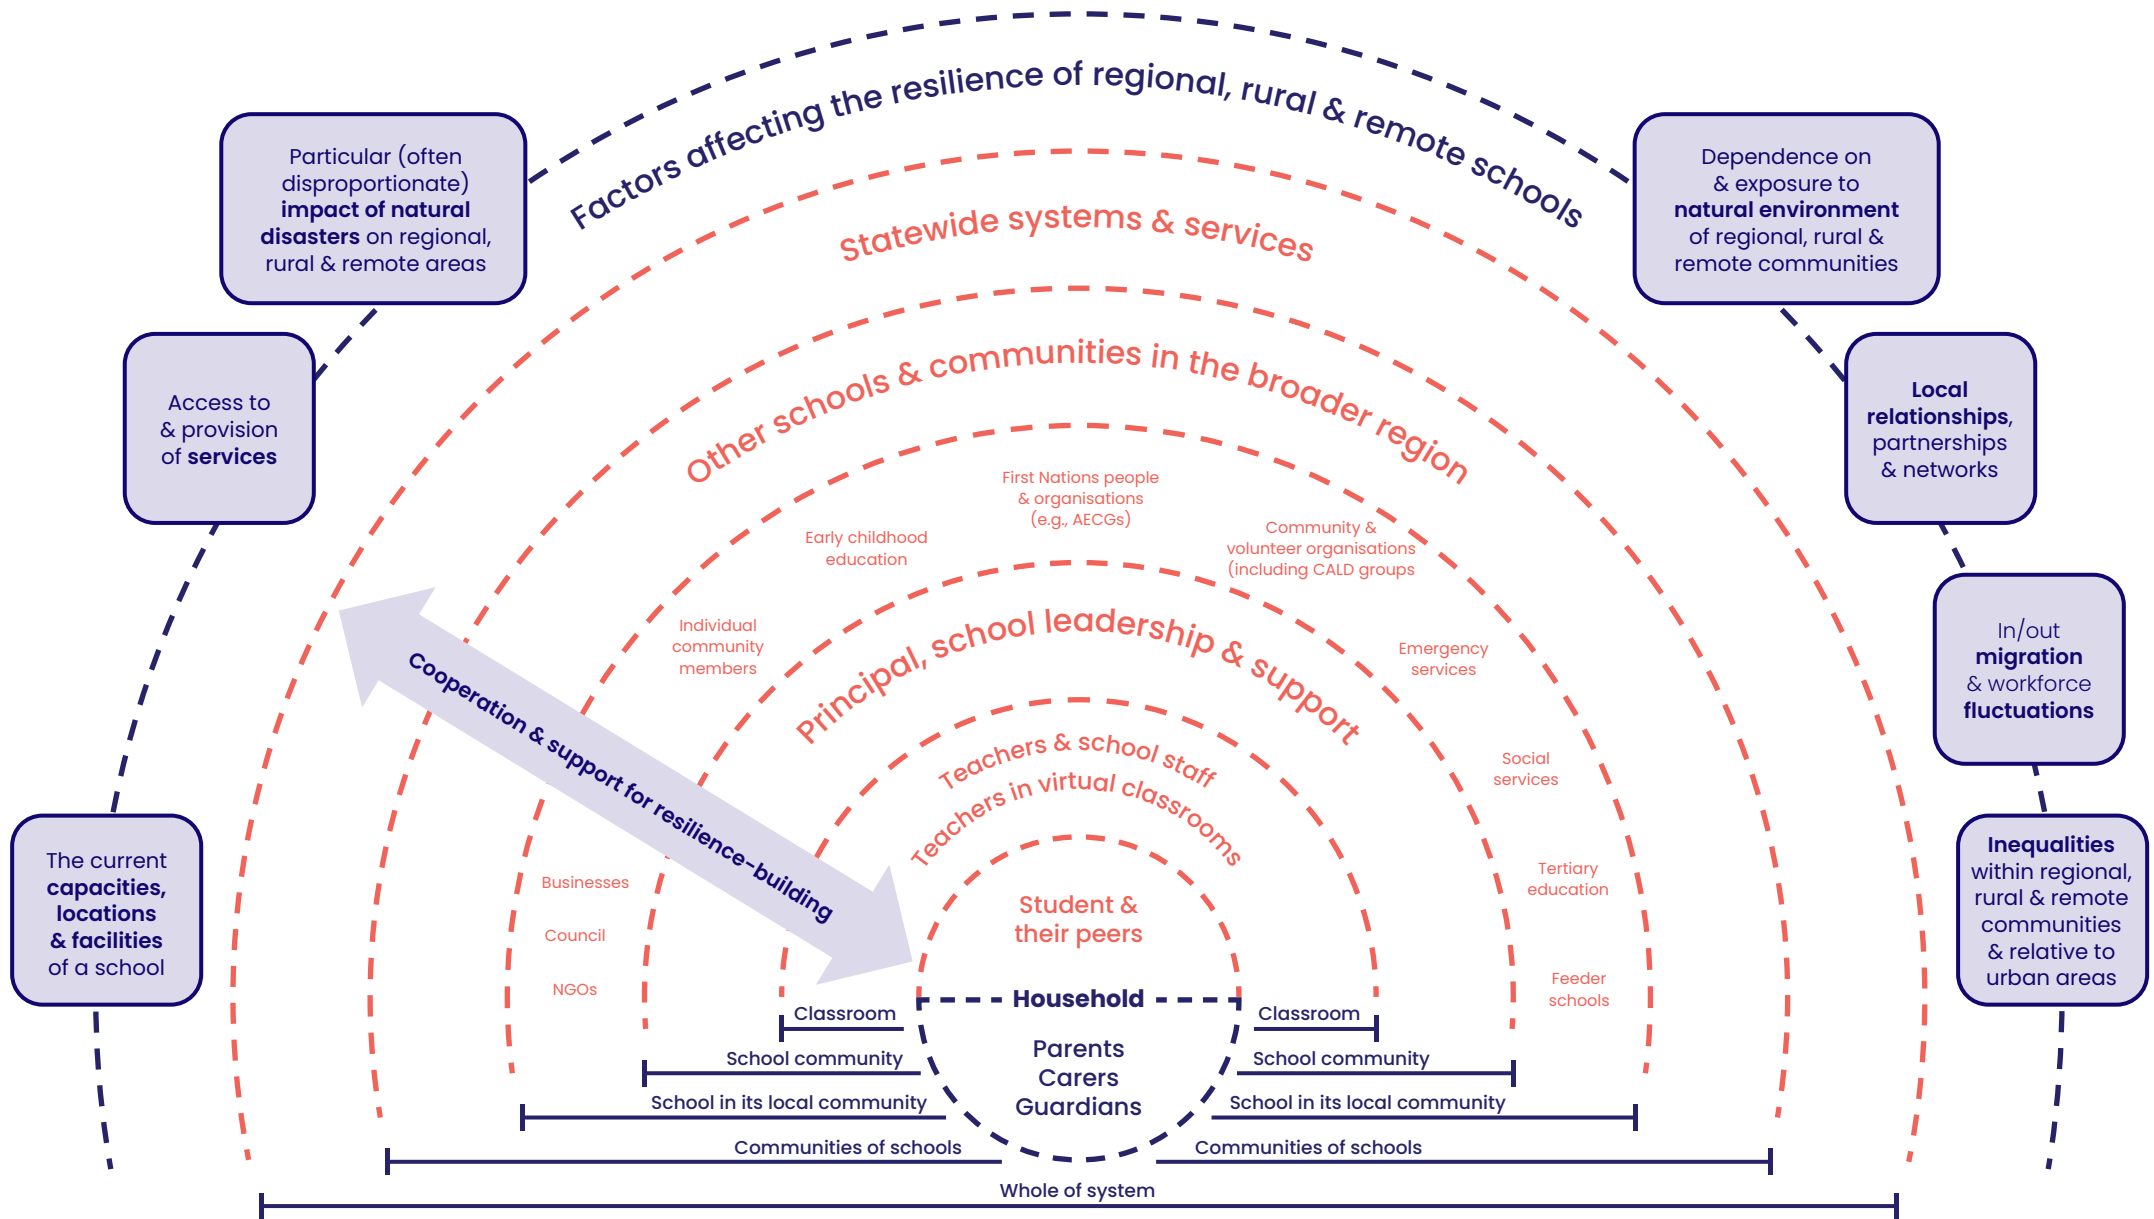 Factors affecting the resilience of regional, rural & remote schools
Particular (often
disproportionate)
impact of natural
disasters on regional,
rural & remote areas
Access to
& provision
of services
The current
capacities,
locations
& facilities
of a school
Dependence on
& exposure to
natural environment
of regional, rural &
remote communities
Local
relationships,
partnerships
& networks
In/out
migration
& workforce
fluctuations
Inequalities
within regional,
rural & remote
communities
& relative to
urban areas
Statewide systems & services
Other schools & communities in the broader region
First Nations people
& organisations
(e.g., AECGs)
Early childhood
education
Community &
volunteer organisations
(including CALD groups
Individual
community
members
Emergency
services
Social
services
Businesses
Council
NGOs
Tertiary
education
Feeder
schools
Principal, school leadership & support
Teachers & school staff
Teachers in virtual classrooms
Cooperation & support for resilience-building
Student &
their peers
Household
Parents
Carers
Guardians
Classroom
Classroom
School community
School community
School in its local community
School in its local community
Communities of schools
Communities of schools
Whole of system